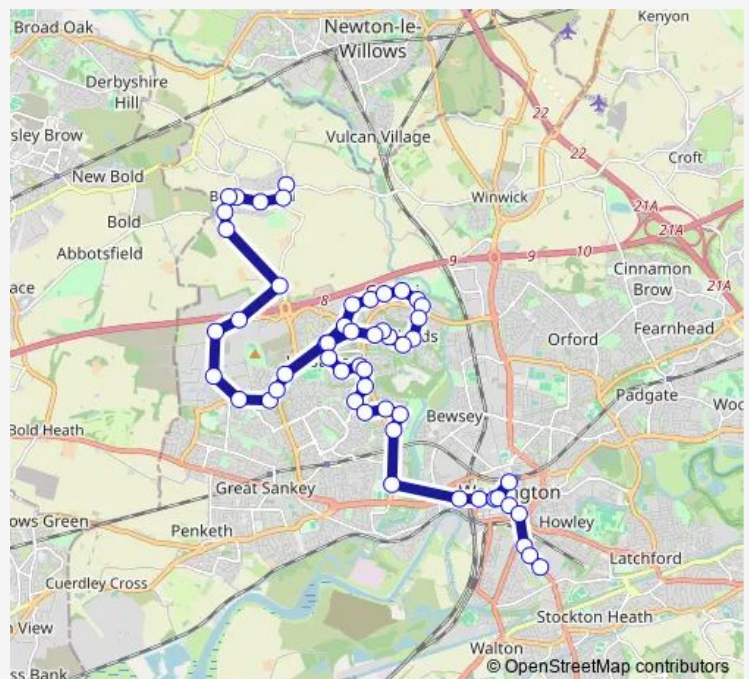 Broad Oak
Newton-le-
Willows
Kenyon
Derbyshire
Hill
22
sley Brow
Vulcan Village
22
Croft
New Bold
Winwick
21A
Bold
21A
Abbotsfield
9
9
10
Cinnamon
Brow
ace
8
21A
Orford
Fearnhead
Padgate
Bewsey
Bold Heath
Great Sankey
ows Green
Howley
Penketh
Latchford
Cuerdley Cross
Stockton Heath
n View
Walton
ss Bank
© OpenStreetMap contributors